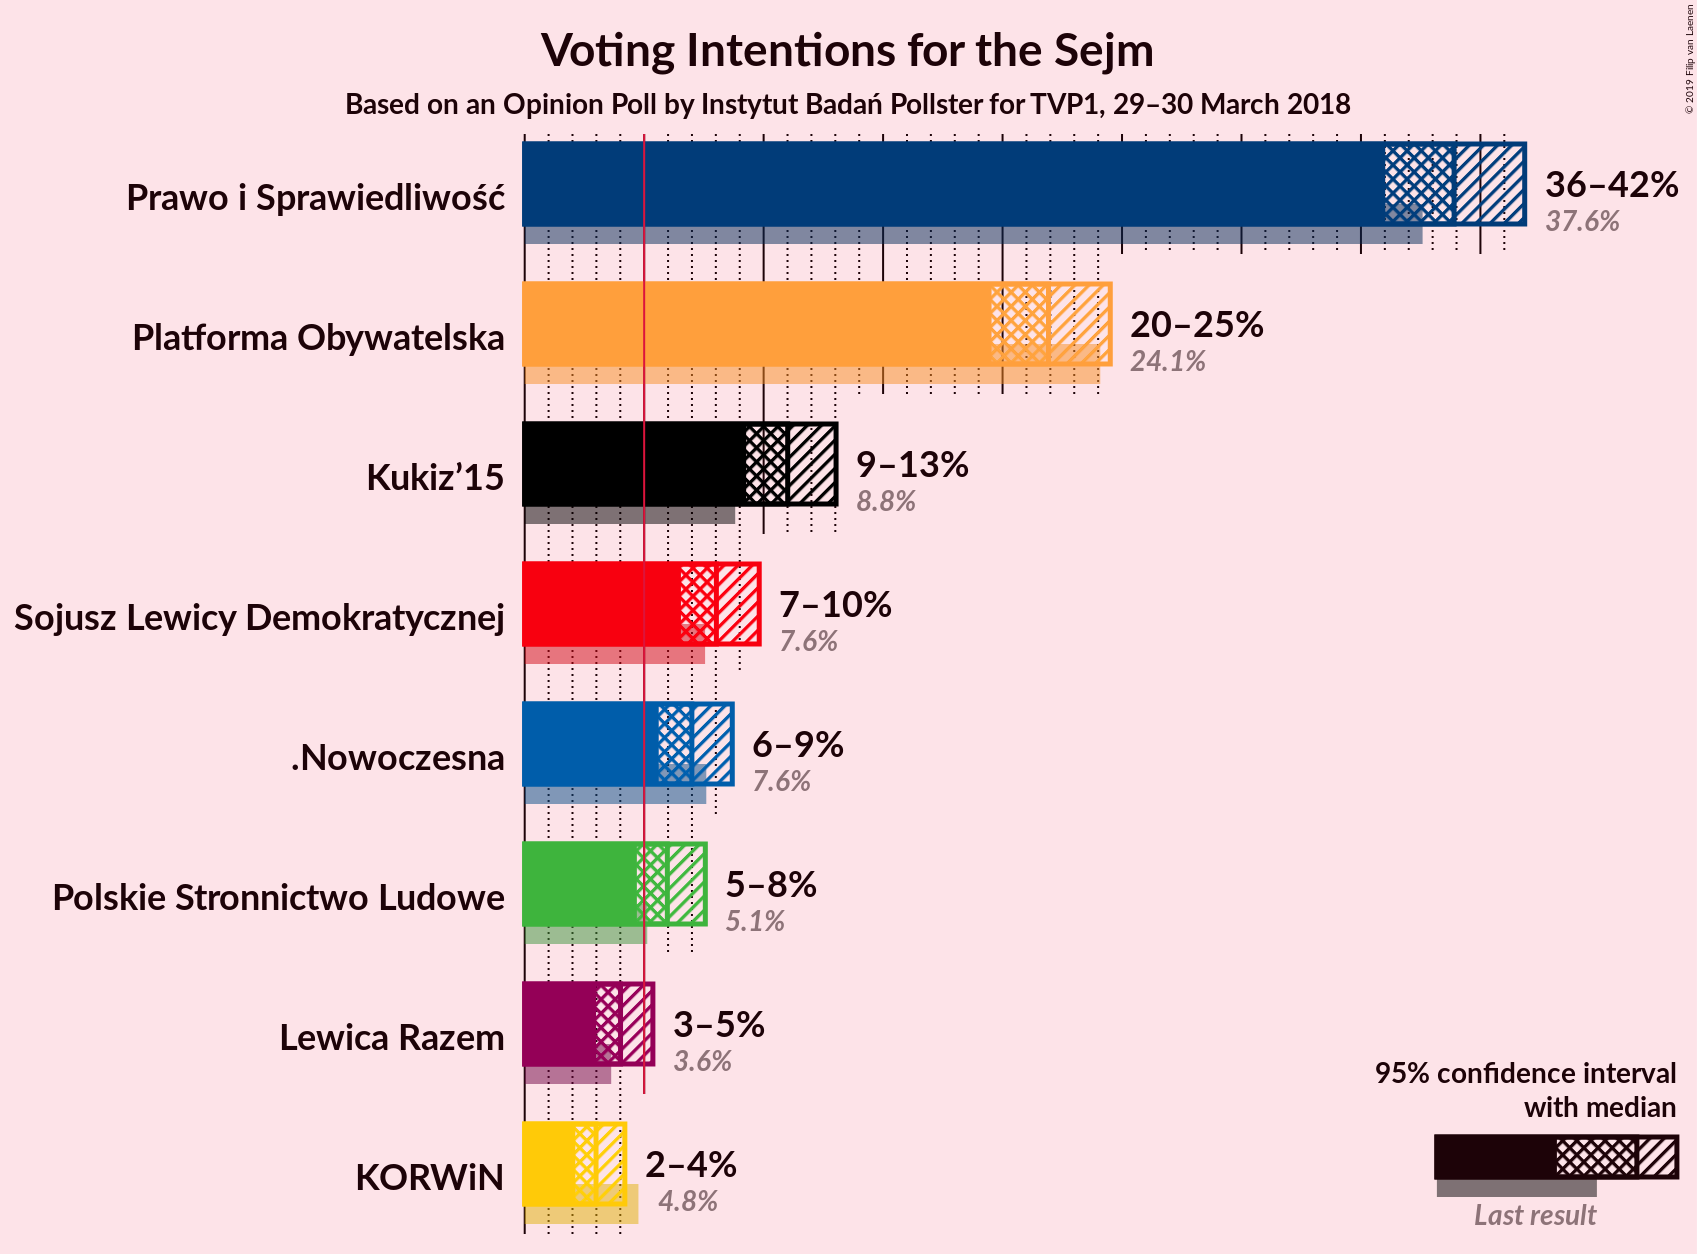 Voting Intentions for the Sejm
Based on an Opinion Poll by Instytut Badań Pollster for TVP1, 29–30 March 2018
© 2019 Filip van Laenen
Prawo i Sprawiedliwość
36–42%
37.6%
Platforma Obywatelska
20–25%
24.1%
Kukiz’15
9–13%
8.8%
Sojusz Lewicy Demokratycznej
7–10%
7.6%
.Nowoczesna
6–9%
7.6%
Polskie Stronnictwo Ludowe
5–8%
5.1%
Lewica Razem
3–5%
3.6%
KORWiN
2–4%
4.8%
95% confidence interval
with median
Last result